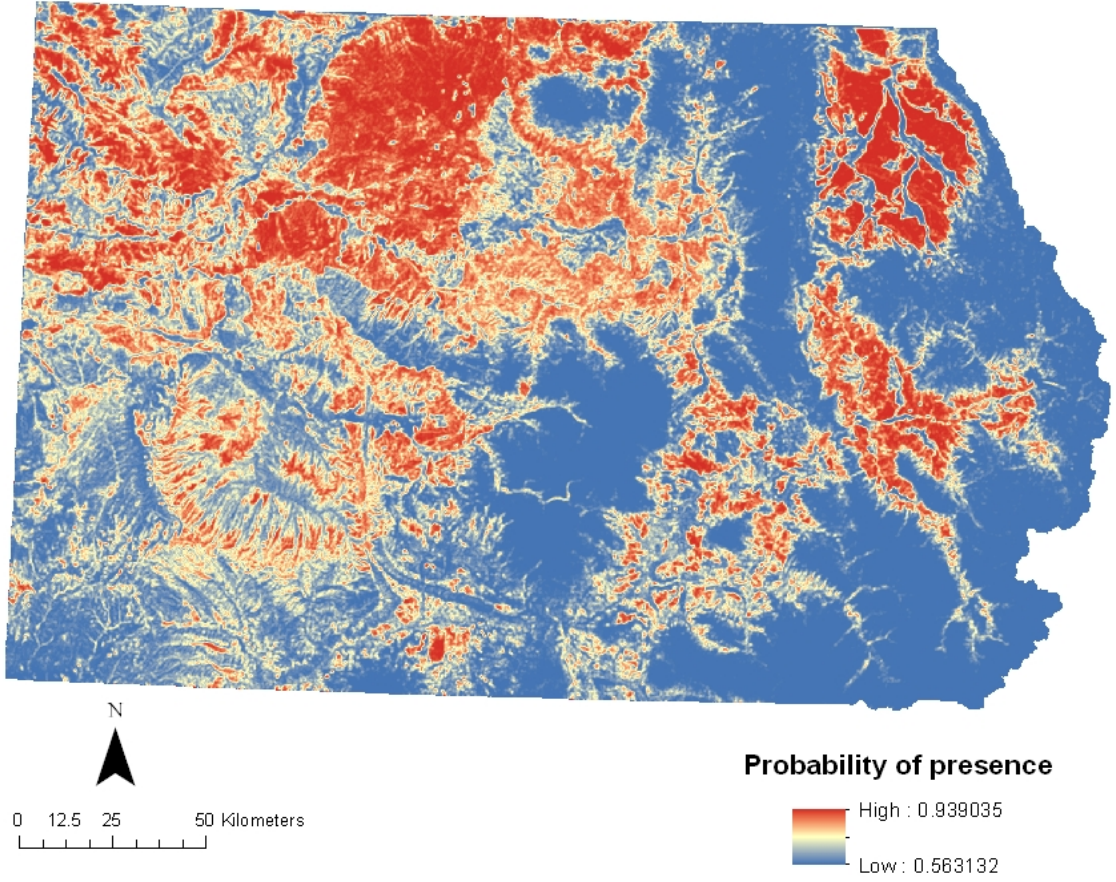 N
0 12.5 25 50 Kilometers
Probability of presence
High : 0.939035
Low : 0.563132